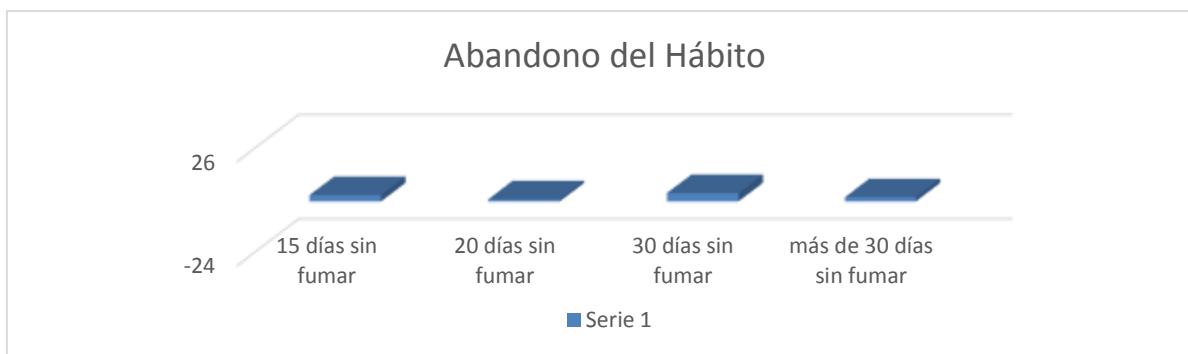 Abandono del Hábito
26
-24
15 días sin
fumar
20 días sin
fumar
30 días sin
fumar
más de 30 días
sin fumar
Serie 1